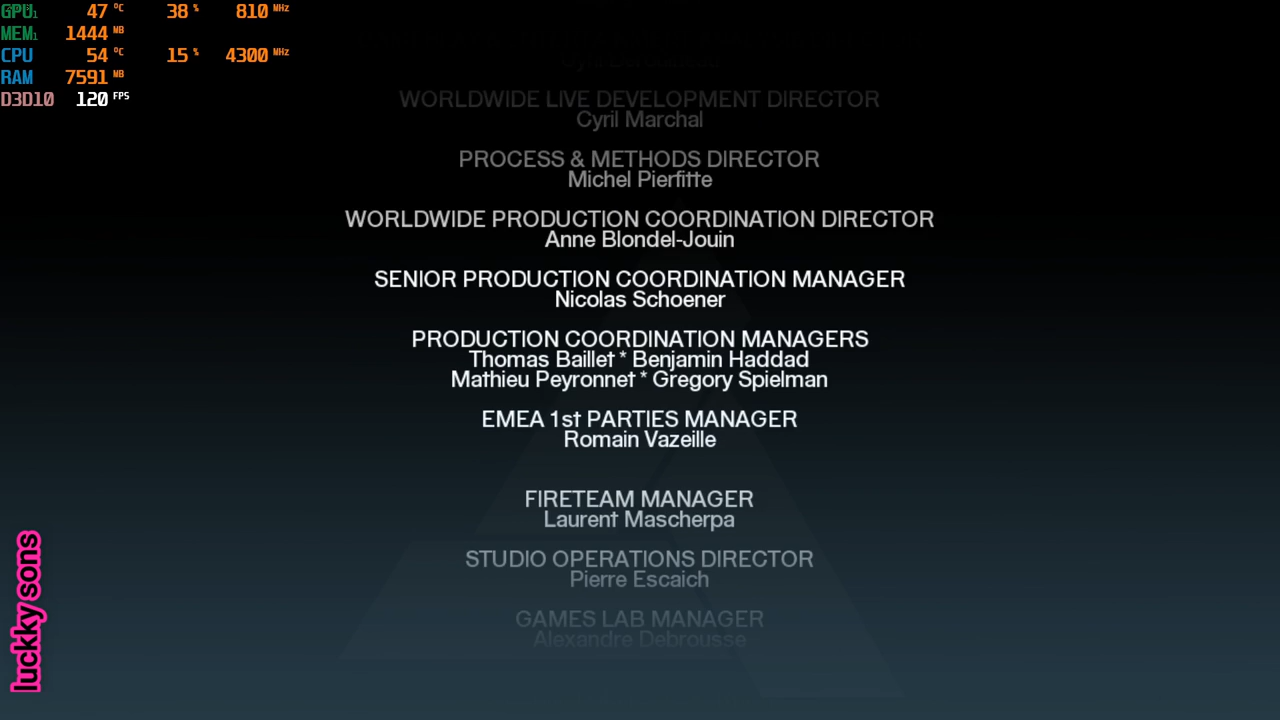 GPU1 47 °C 38 % 810 MHz
MEM1 1444 MB
CPU 54 °C 15 % 4300 MHz
RAM 7591 MB
D3D10 120 FPS
WORLDWIDE LIVE DEVELOPMENT DIRECTOR
Cyril Marchal
PROCESS & METHODS DIRECTOR
Michel Pierfitte
WORLDWIDE PRODUCTION COORDINATION DIRECTOR
Anne Blondel-Jouin
SENIOR PRODUCTION COORDINATION MANAGER
Nicolas Schoener
PRODUCTION COORDINATION MANAGERS
Thomas Baillet * Benjamin Haddad
Mathieu Peyronnet * Gregory Spielman
EMEA 1st PARTIES MANAGER
Romain Vazeille
FIRETEAM MANAGER
Laurent Mascherpa
STUDIO OPERATIONS DIRECTOR
Pierre Escaich
GAMES LAB MANAGER
Alexandre Debrousse
luckky sons